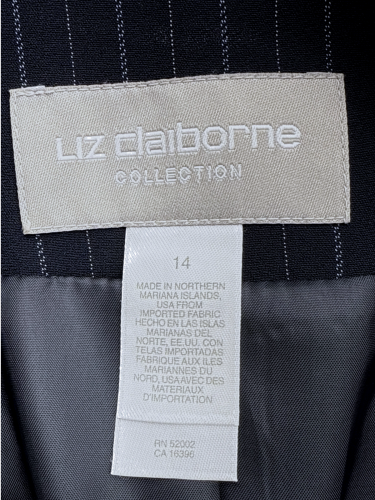 LIZ claiborne
COLLECTION
14
MADE IN NORTHERN
MARIANA ISLANDS,
USA FROM
IMPORTED FABRIC
HECHO EN LAS ISLAS
MARIANAS DEL
NORTE, EE.UU. CON
TELAS IMPORTADAS
FABRIQUE AUX ILES
MARIANNES DU
NORD, USA AVEC DES
MATERIAUX
D'IMPORTATION
RN 52002
CA 16396